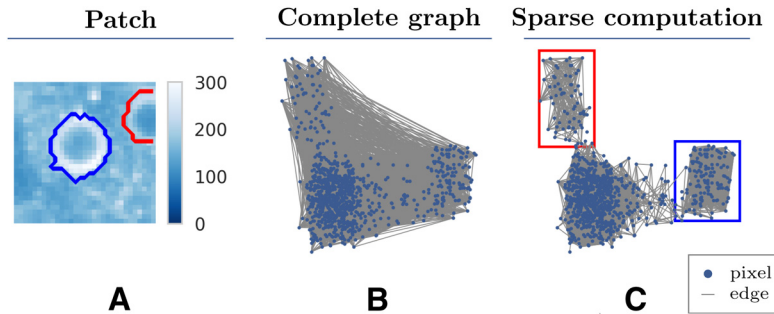 Patch
Complete graph
Sparse computation
300
200
100
0
pixel
edge
A
B
C